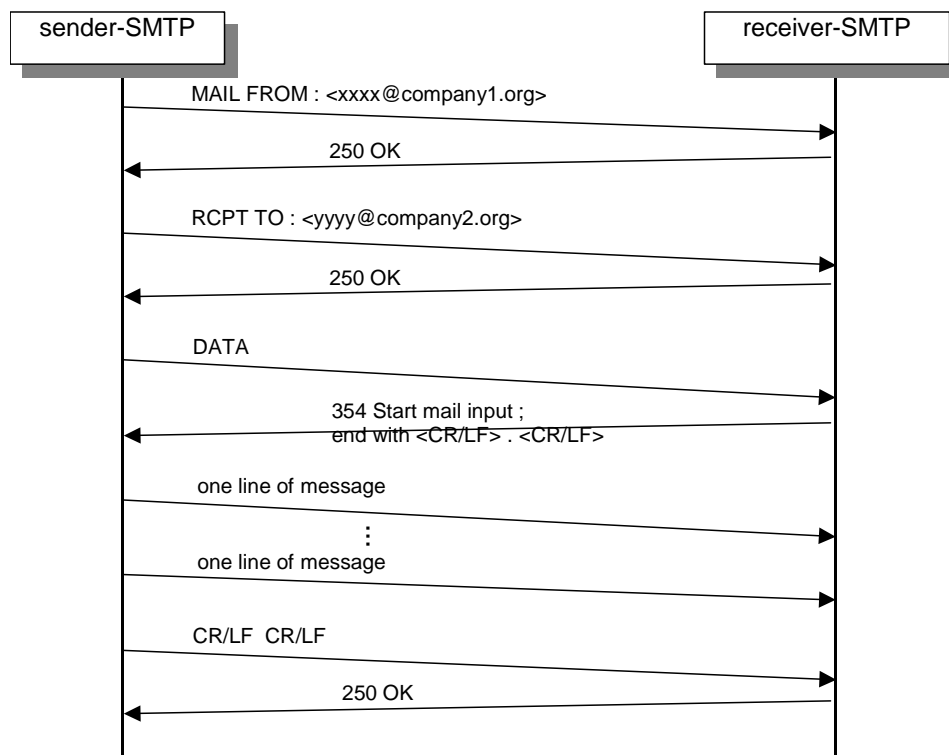 sender-SMTP
receiver-SMTP
MAIL FROM : <xxxx@company1.org>
250 OK
RCPT TO : <yyyy@company2.org>
250 OK
DATA
354 Start mail input ;
end with <CR/LF> . <CR/LF>
one line of message
...
one line of message
CR/LF  CR/LF
250 OK